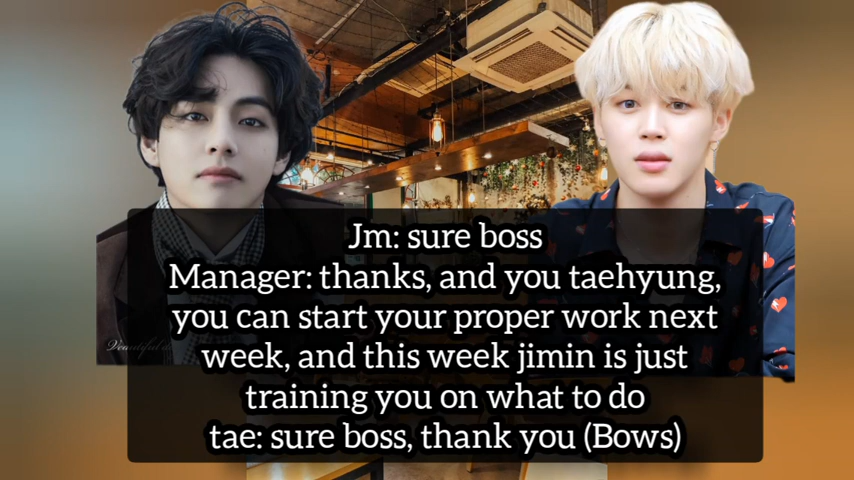 Jm: sure boss
Manager: thanks, and you taehyung,
you can start your proper work next
week, and this week jimin is just
training you on what to do
tae: sure boss, thank you (Bows)